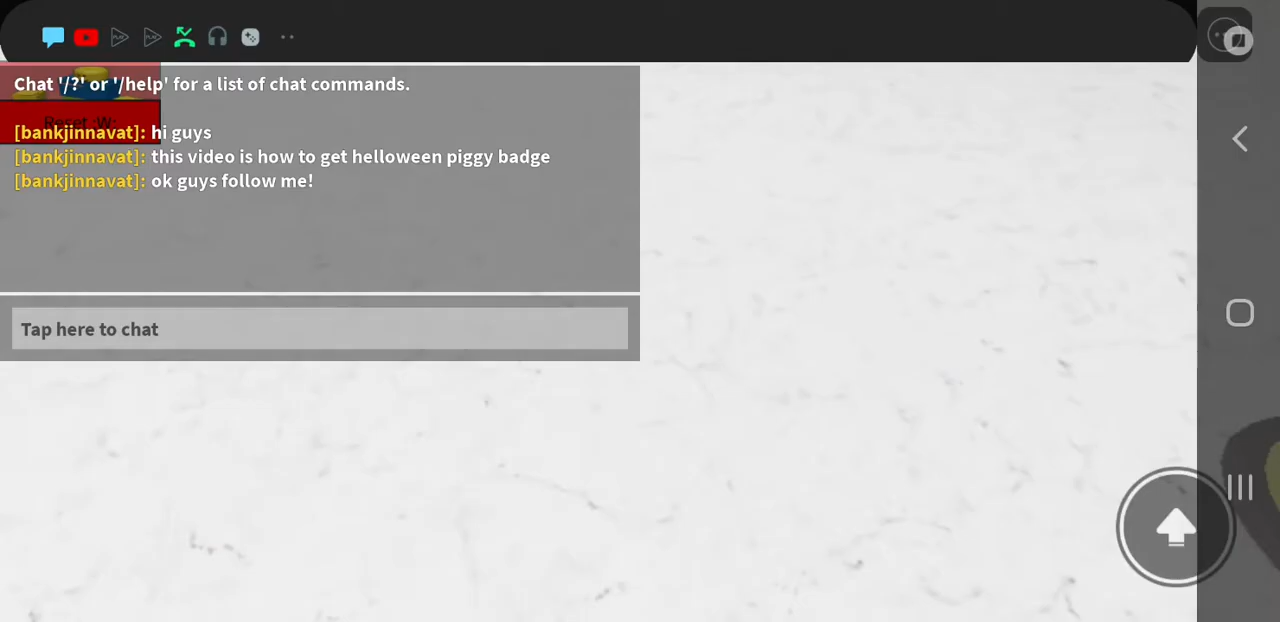 Chat '/?' or '/help' for a list of chat commands.
Reset :W:
[bankjinnavat]: hi guys
[bankjinnavat]: this video is how to get helloween piggy badge
[bankjinnavat]: ok guys follow me!
Tap here to chat